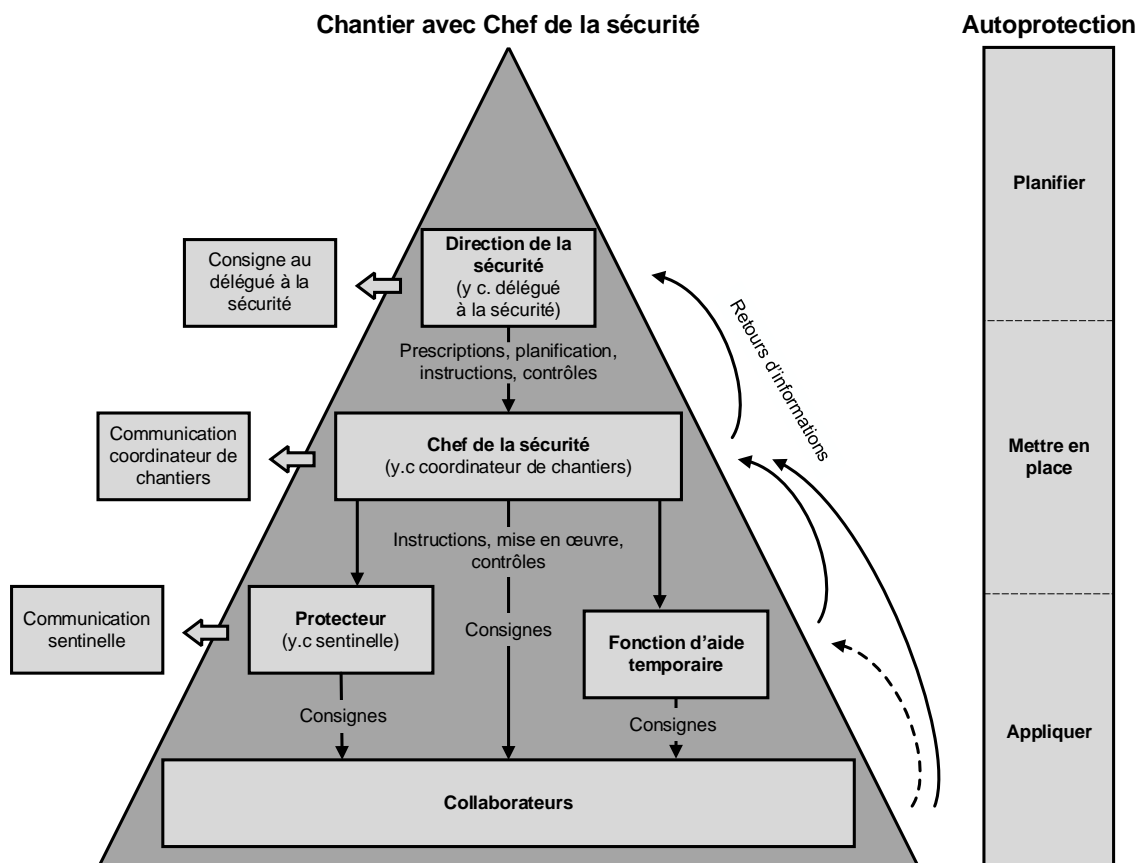 Chantier avec Chef de la sécurité
Autoprotection
Planifier
Direction de la
sécurité
(y c. délégué
à la sécurité)
Consigne au
délégué à la
sécurité
Retours d'informations
Prescriptions, planification,
instructions, contrôles
Communication
coordinateur de
chantiers
Chef de la sécurité
(y.c coordinateur de chantiers)
Mettre en
place
Instructions, mise en œuvre,
contrôles
Communication
sentinelle
Protecteur
(y.c sentinelle)
Consignes
Fonction d'aide
temporaire
Consignes
Consignes
Appliquer
Collaborateurs